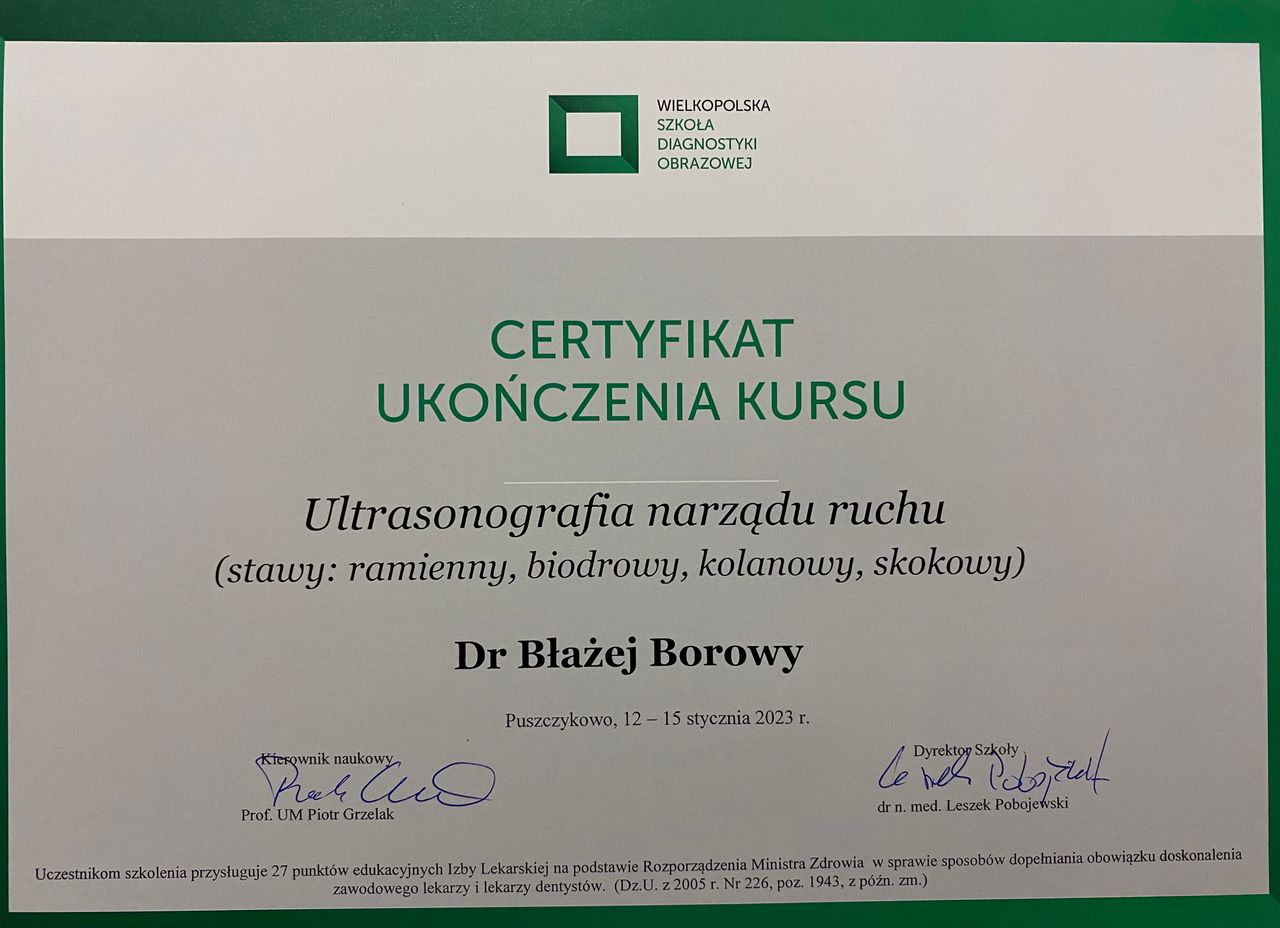 WIELKOPOLSKA
SZKOŁA
DIAGNOSTYKI
OBRAZOWEJ
CERTYFIKAT
UKOŃCZENIA KURSU
Ultrasonografia narządu ruchu
(stawy: ramienny, biodrowy, kolanowy, skokowy)
Dr Błażej Borowy
Puszczykowo, 12 – 15 stycznia 2023 r.
Kierownik naukowy
Prof. UM Piotr Grzelak
Dyrektor Szkoły
dr n. med. Leszek Pobojewski
Uczestnikom szkolenia przysługuje 27 punktów edukacyjnych Izby Lekarskiej na podstawie Rozporządzenia Ministra Zdrowia w sprawie sposobów dopełniania obowiązku doskonalenia
zawodowego lekarzy i lekarzy dentystów. (Dz.U. z 2005 r. Nr 226, poz. 1943, z późn. zm.)